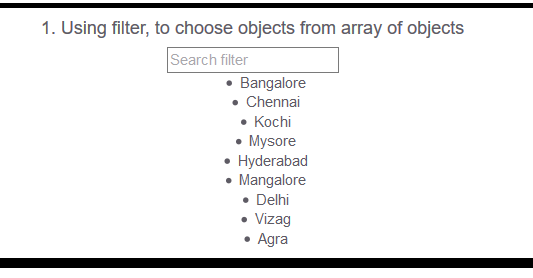 1. Using filter, to choose objects from array of objects
Search filter
• Bangalore
• Chennai
• Kochi
• Mysore
• Hyderabad
• Mangalore
• Delhi
• Vizag
• Agra